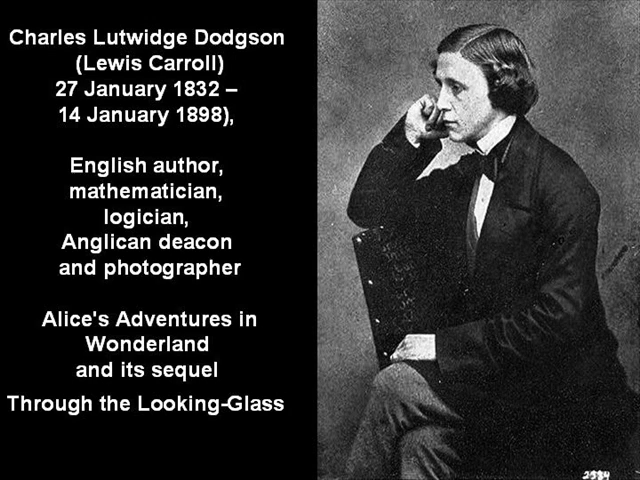 Charles Lutwidge Dodgson
(Lewis Carroll)
27 January 1832 –
14 January 1898),
English author,
mathematician,
logician,
Anglican deacon
and photographer
Alice's Adventures in
Wonderland
and its sequel
Through the Looking-Glass
2384